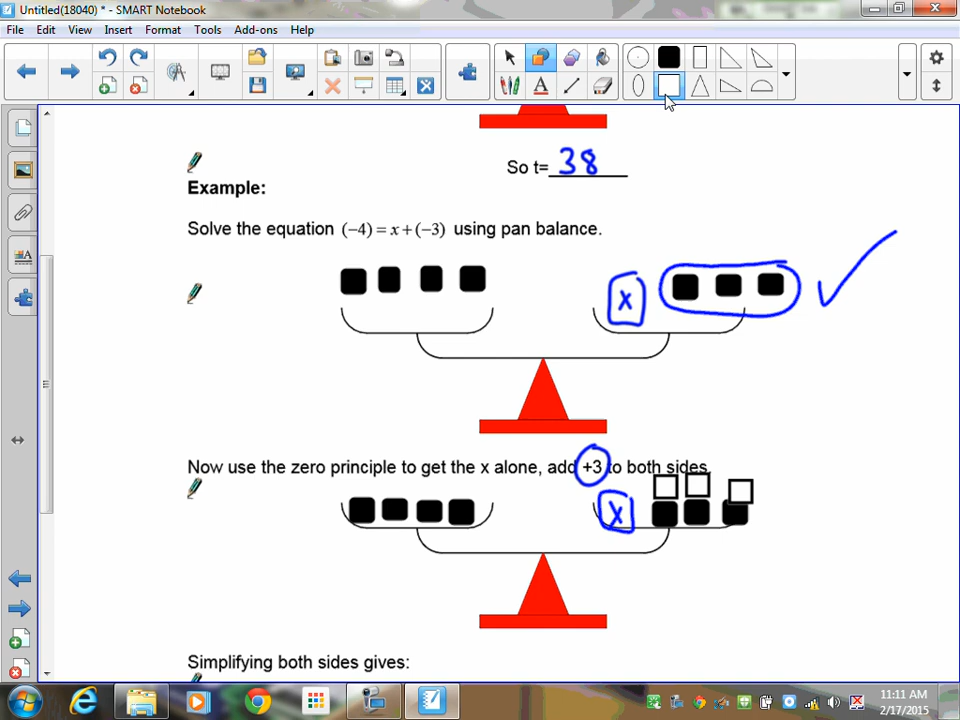 Untitled(18040) * - SMART Notebook
File Edit View Insert Format Tools Add-ons Help
So t= 38
Example:
Solve the equation (−4) = x + (−3) using pan balance.
x
Now use the zero principle to get the x alone, add +3 to both sides.
x
Simplifying both sides gives:
11:11 AM
2/17/2015